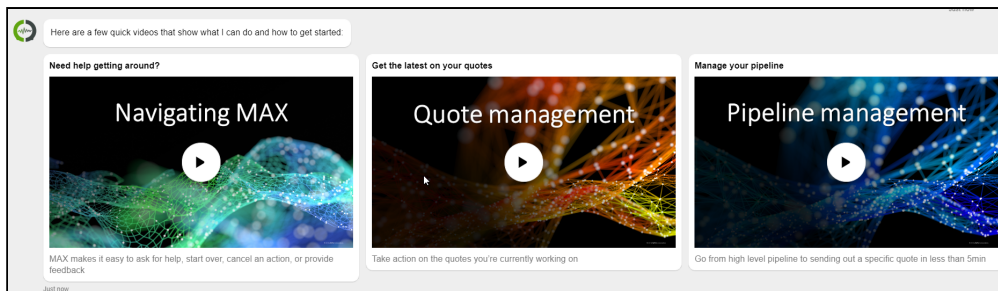 Here are a few quick videos that show what I can do and how to get started:
Need help getting around?
Navigating MAX
MAX makes it easy to ask for help, start over, cancel an action, or provide
feedback
Get the latest on your quotes
Quote management
Take action on the quotes you're currently working on
Manage your pipeline
Pipeline management
Go from high level pipeline to sending out a specific quote in less than 5min
Just now